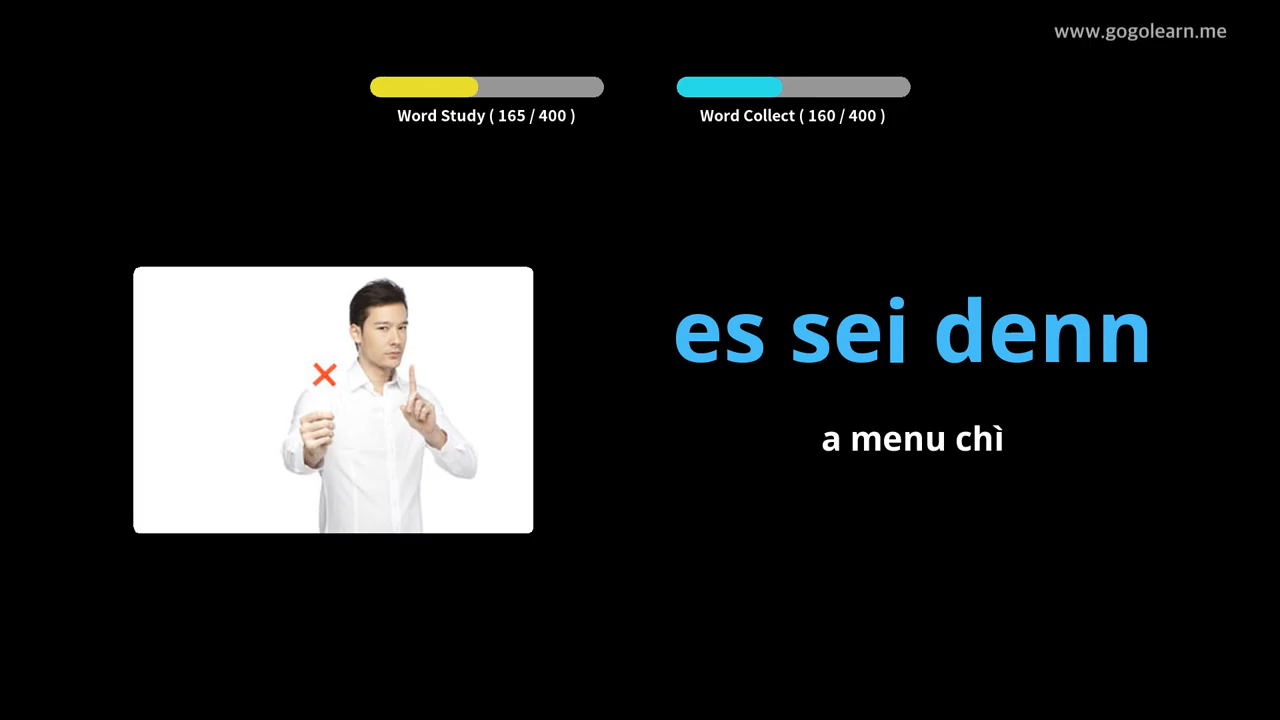 www.gogolearn.me
Word Study ( 165 / 400 )
Word Collect ( 160 / 400 )
es sei denn
a menu chì